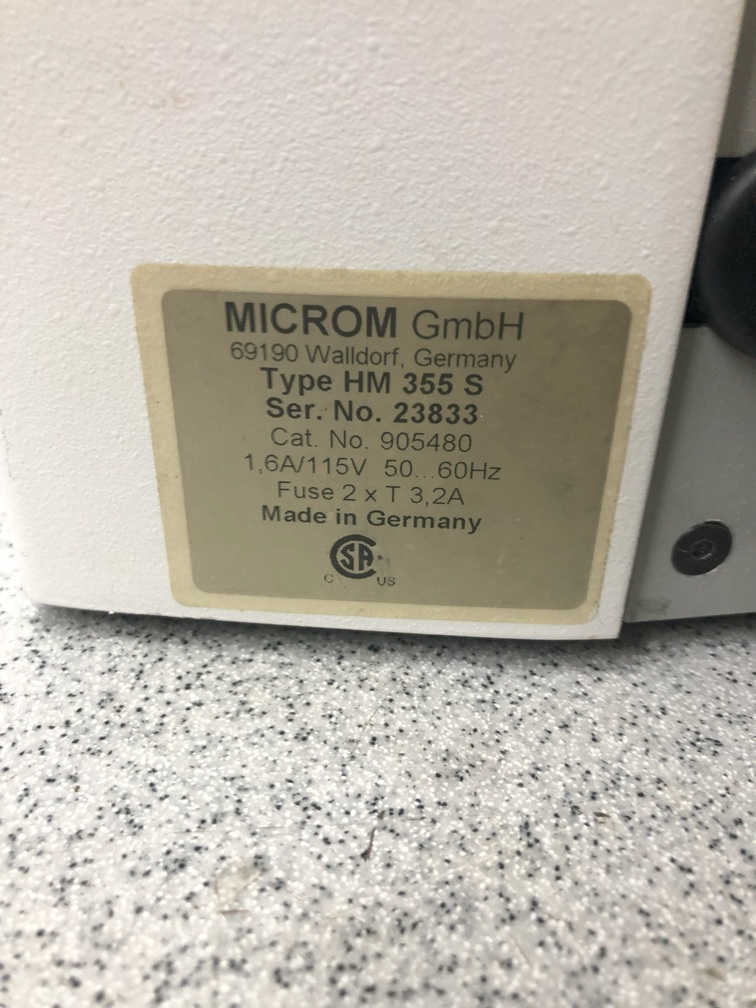 MICROM GmbH
69190 Walldorf, Germany
Type HM 355 S
Ser. No. 23833
Cat. No. 905480
1,6A/115V 50...60Hz
Fuse 2 x T 3,2A
Made in Germany
CSA
C US